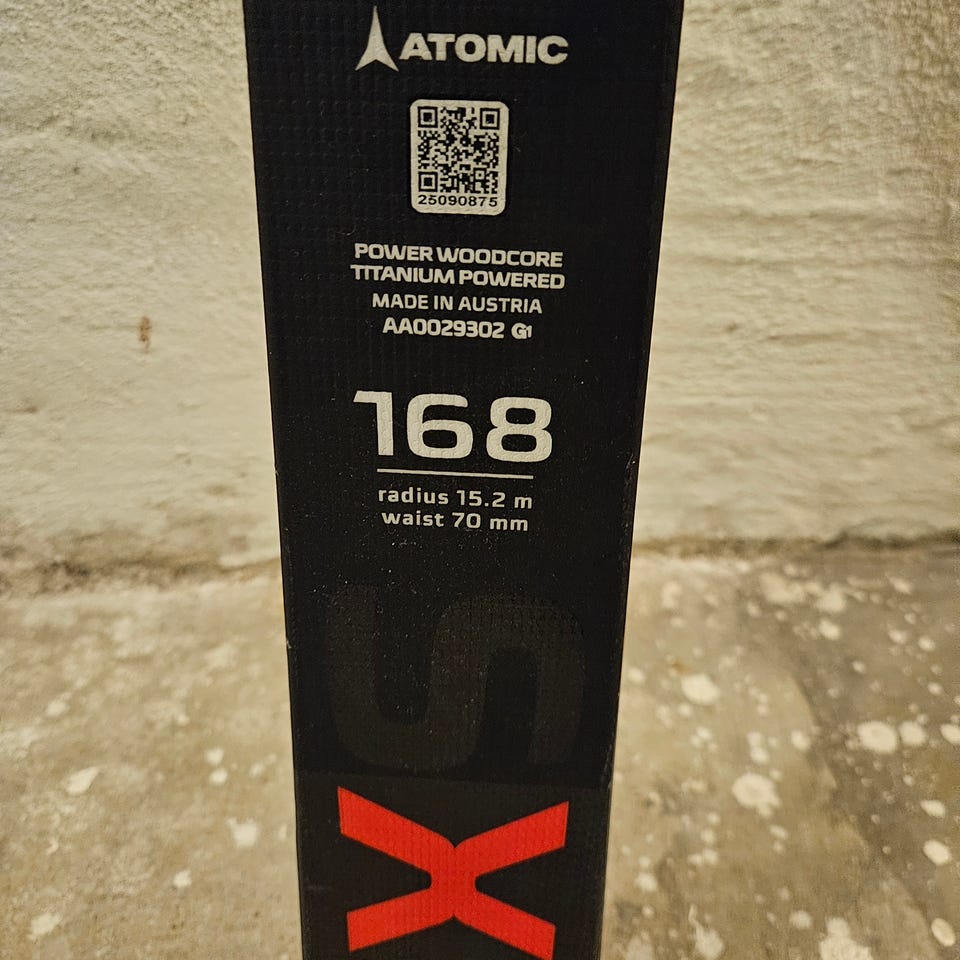 ATOMIC
25090875
POWER WOODCORE
TITANIUM POWERED
MADE IN AUSTRIA
AA0029302 G1
168
radius 15.2 m
waist 70 mm
S
X